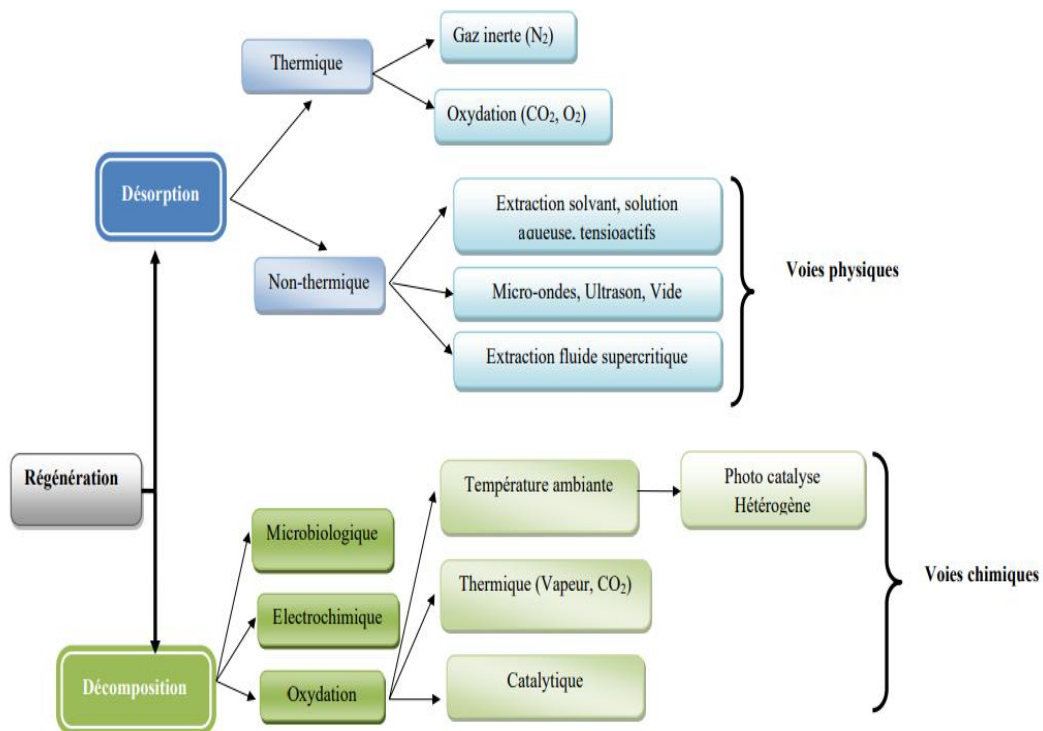 Gaz inerte (N₂)
Thermique
Oxydation (CO₂, O₂)
Désorption
Extraction solvant, solution
aqueuse, tensioactifs
Non-thermique
Micro-ondes, Ultrason, Vide
Voies physiques
Extraction fluide supercritique
Régénération
Température ambiante
Photo catalyse
Hétérogène
Microbiologique
Thermique (Vapeur, CO₂)
Voies chimiques
Electrochimique
Décomposition
Oxydation
Catalytique